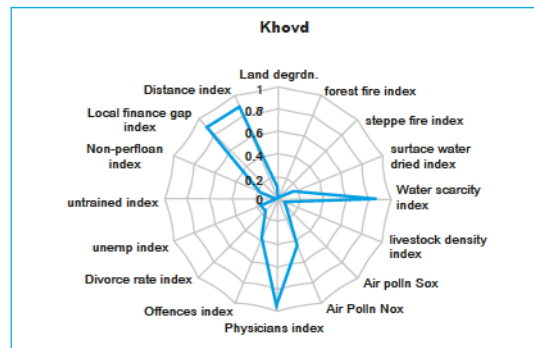 Khovd
Land degrdn.
forest fire index
steppe fire index
surtace water
dried index
Water scarcity
index
livestock density
index
Air polln Sox
Air Polln Nox
Physicians index
Offences index
Divorce rate index
unemp index
untrained index
Non-perfloan
index
Local finance gap
index
Distance index
1
0.8
0.6
0.4
0.2
0